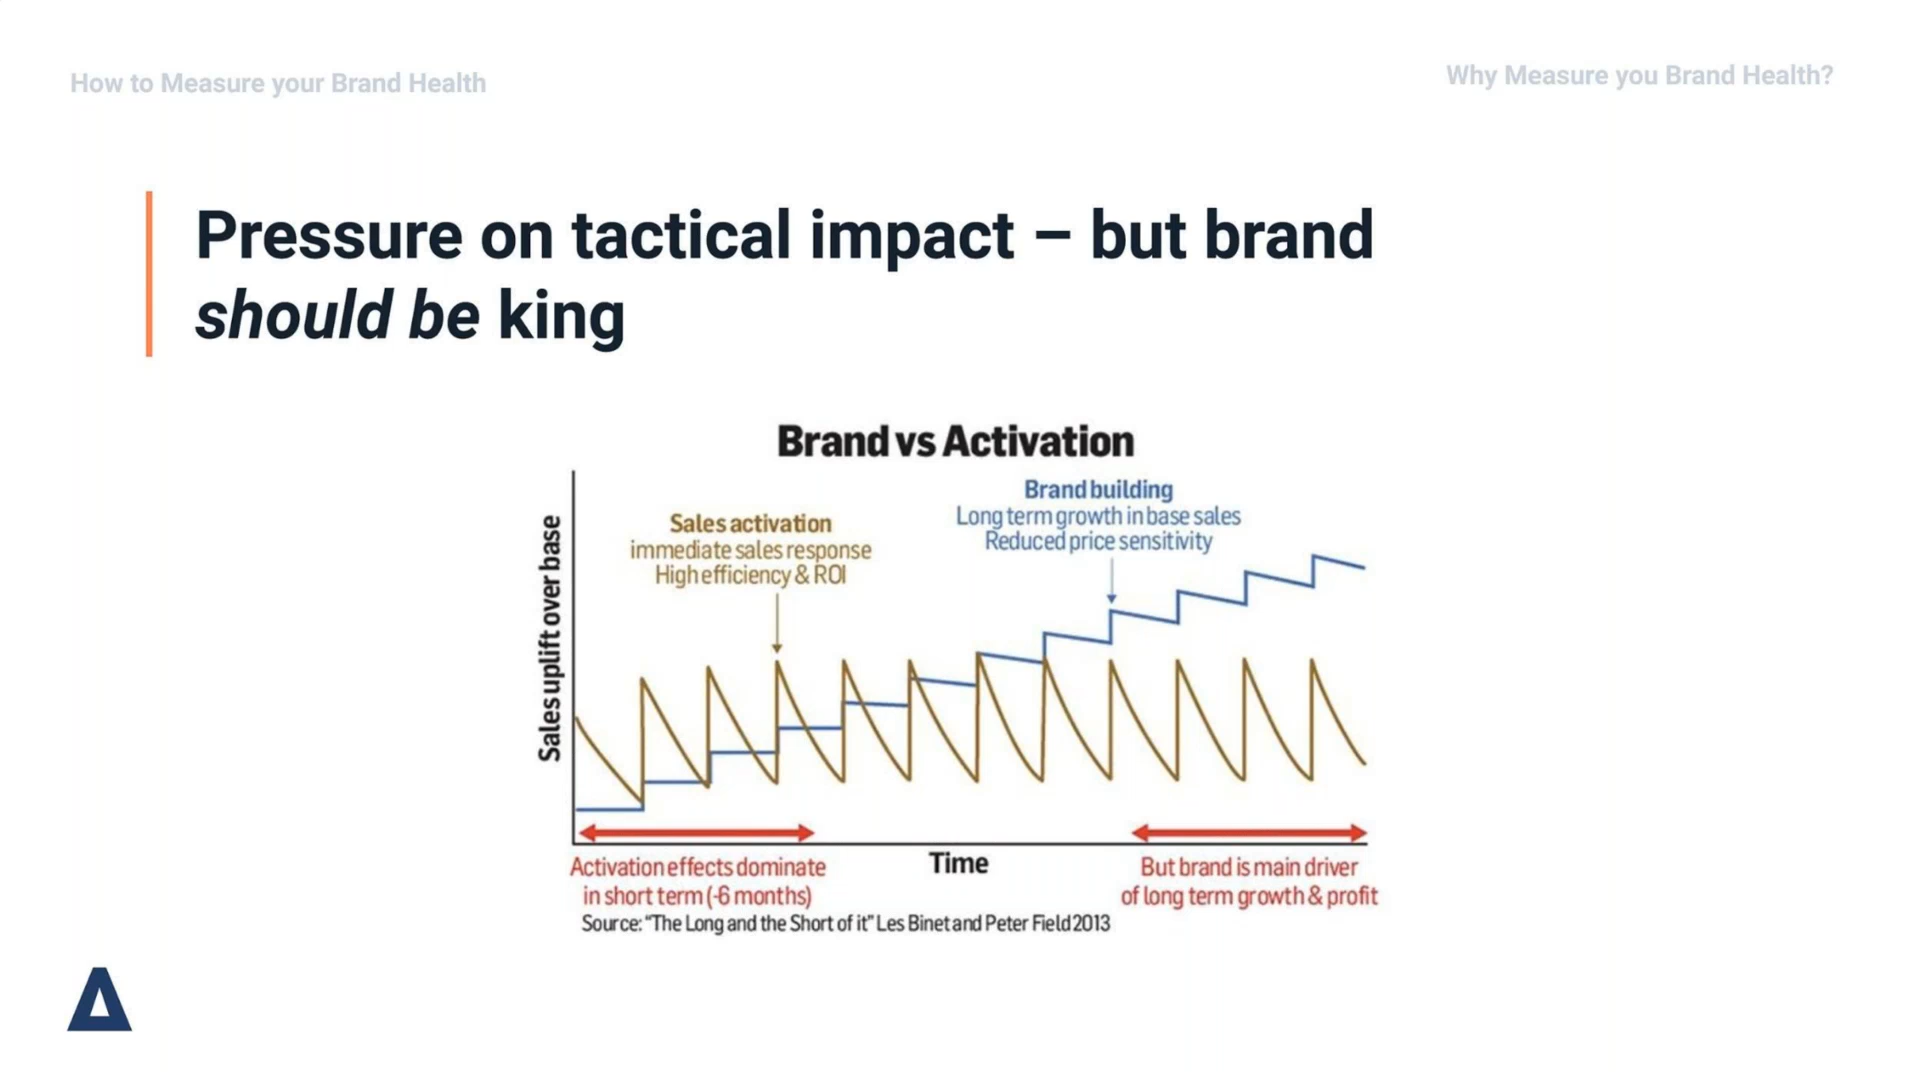 How to Measure your Brand Health
Why Measure you Brand Health?
Pressure on tactical impact – but brand
should be king
Brand vs Activation
Brand building
Long term growth in base sales
Reduced price sensitivity
Sales activation
immediate sales response
High efficiency & ROI
Sales uplift over base
Time
Activation effects dominate
in short term (-6 months)
But brand is main driver
of long term growth & profit
Source: “The Long and the Short of it” Les Binet and Peter Field 2013